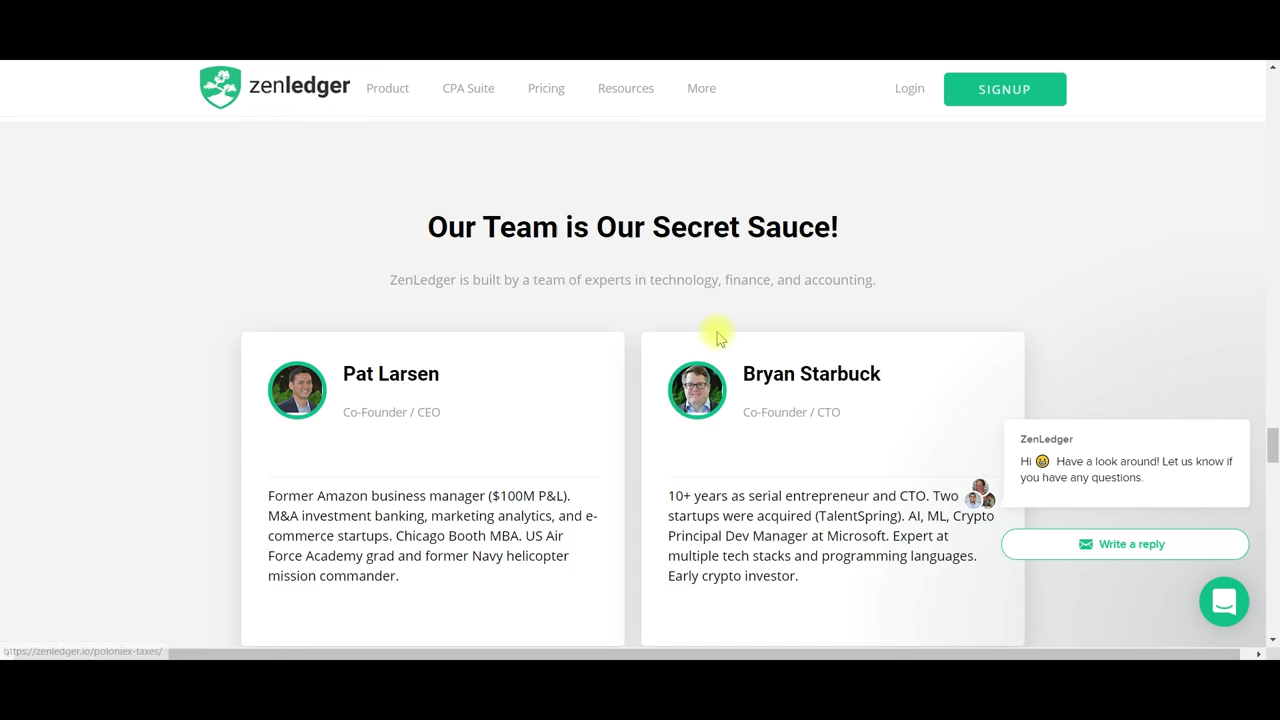 zenledger
Product
CPA Suite
Pricing
Resources
More
Login
SIGNUP
Our Team is Our Secret Sauce!
ZenLedger is built by a team of experts in technology, finance, and accounting.
Pat Larsen
Co-Founder / CEO
Former Amazon business manager ($100M P&L).
M&A investment banking, marketing analytics, and e-
commerce startups. Chicago Booth MBA. US Air
Force Academy grad and former Navy helicopter
mission commander.
Bryan Starbuck
Co-Founder / CTO
10+ years as serial entrepreneur and CTO. Two
startups were acquired (TalentSpring). AI, ML, Crypto
Principal Dev Manager at Microsoft. Expert at
multiple tech stacks and programming languages.
Early crypto investor.
ZenLedger
Hi 😀 Have a look around! Let us know if
you have any questions.
Write a reply
https://zenledger.io/poloniex-taxes/